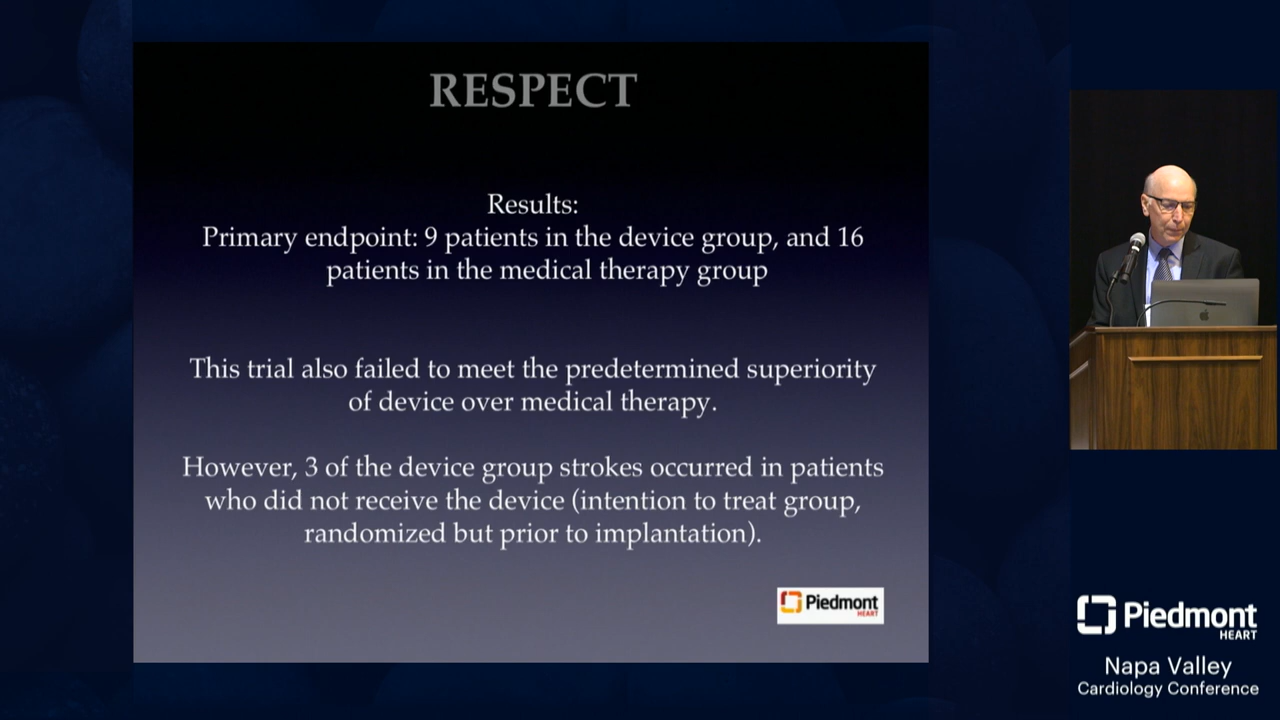 RESPECT
Results:
Primary endpoint: 9 patients in the device group, and 16
patients in the medical therapy group
This trial also failed to meet the predetermined superiority
of device over medical therapy.
However, 3 of the device group strokes occurred in patients
who did not receive the device (intention to treat group,
randomized but prior to implantation).
Piedmont
HEART
Piedmont
HEART
Napa Valley
Cardiology Conference